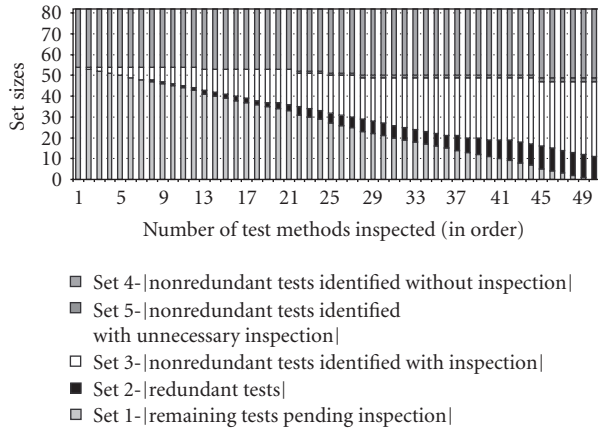 80
70
60
50
40
30
20
10
0
Set sizes
1 5 9 13 17 21 25 29 33 37 41 45 49
Number of test methods inspected (in order)
Set 4-|nonredundant tests identified without inspection|
Set 5-|nonredundant tests identified
with unnecessary inspection|
Set 3-|nonredundant tests identified with inspection|
Set 2-|redundant tests|
Set 1-|remaining tests pending inspection|